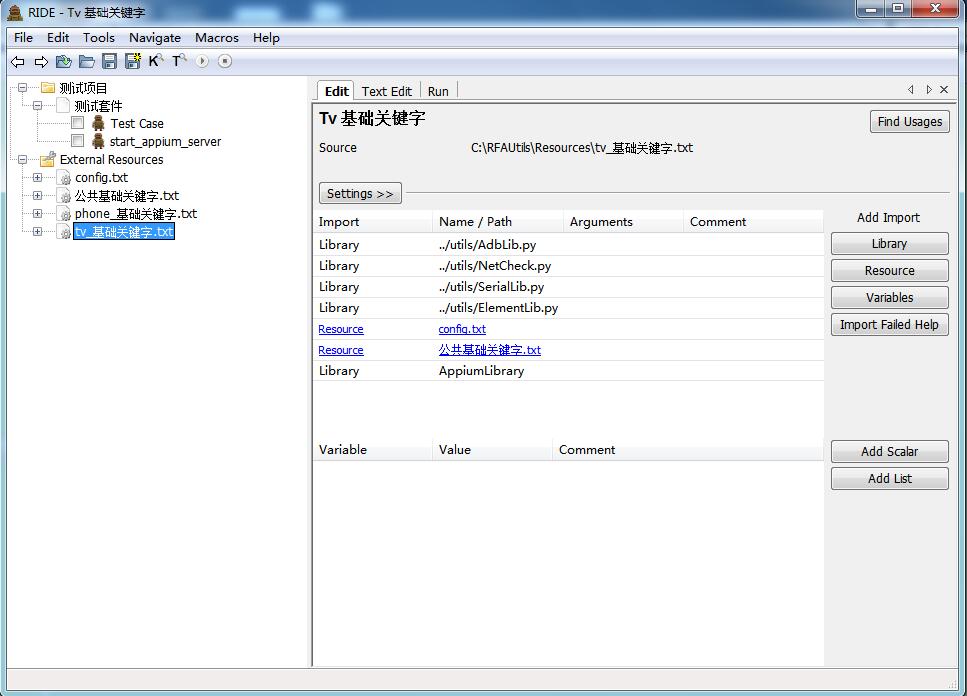 RIDE - Tv 基础关键字
File Edit Tools Navigate Macros Help
K T
测试项目
测试套件
Test Case
start_appium_server
External Resources
config.txt
公共基础关键字.txt
phone_基础关键字.txt
tv_基础关键字.txt
Edit Text Edit Run
Tv 基础关键字
Find Usages
Source C:\RFAUtils\Resources\tv_基础关键字.txt
Settings >>
Import Name / Path Arguments Comment
Library ../utils/AdbLib.py
Library ../utils/NetCheck.py
Library ../utils/SerialLib.py
Library ../utils/ElementLib.py
Resource config.txt
Resource 公共基础关键字.txt
Library AppiumLibrary
Add Import
Library
Resource
Variables
Import Failed Help
Variable Value Comment
Add Scalar
Add List